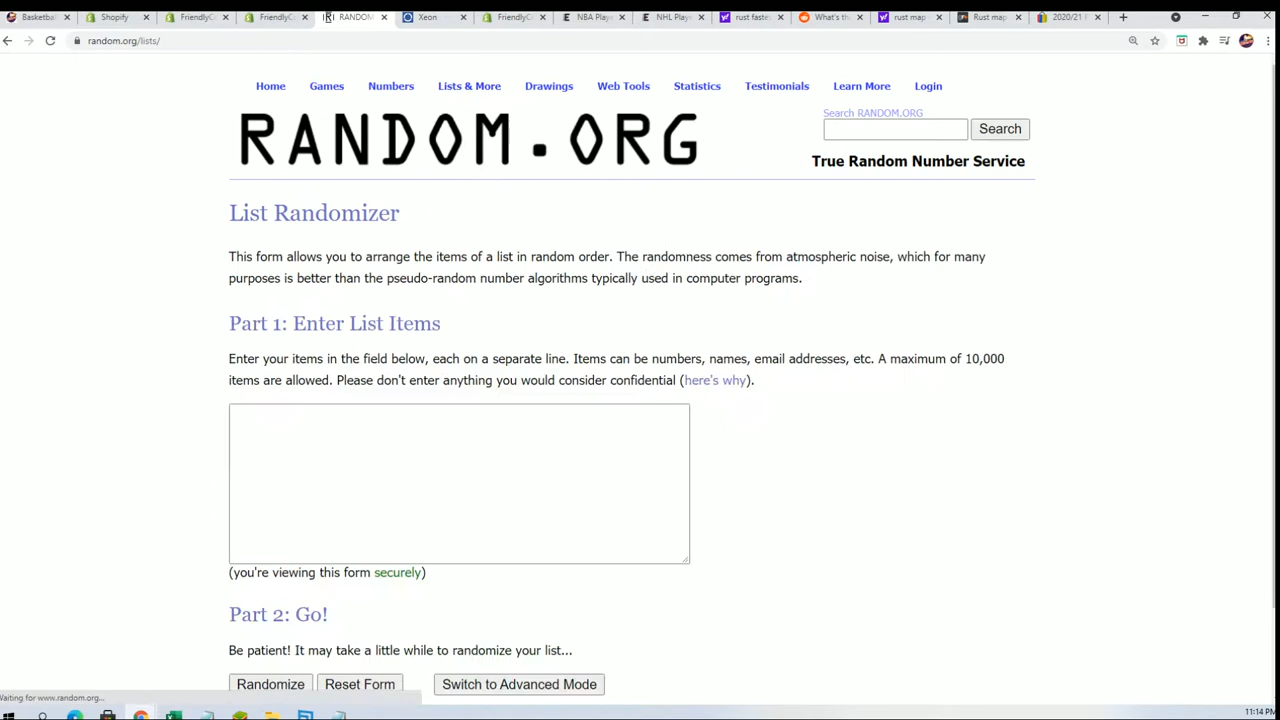 Basketbal
Shopify
FriendlyC
FriendlyC
RANDOM
Xeon
FriendlyC
NBA Playe
NHL Playe
rust faste
What's the
rust map
Rust map
2020/21 P
random.org/lists/
Home Games Numbers Lists & More Drawings Web Tools Statistics Testimonials Learn More Login
Search RANDOM.ORG
RANDOM.ORG
Search
True Random Number Service
List Randomizer
This form allows you to arrange the items of a list in random order. The randomness comes from atmospheric noise, which for many
purposes is better than the pseudo-random number algorithms typically used in computer programs.
Part 1: Enter List Items
Enter your items in the field below, each on a separate line. Items can be numbers, names, email addresses, etc. A maximum of 10,000
items are allowed. Please don't enter anything you would consider confidential (here's why).
(you're viewing this form securely)
Part 2: Go!
Be patient! It may take a little while to randomize your list...
Randomize Reset Form Switch to Advanced Mode
Waiting for www.random.org...
11:14 PM